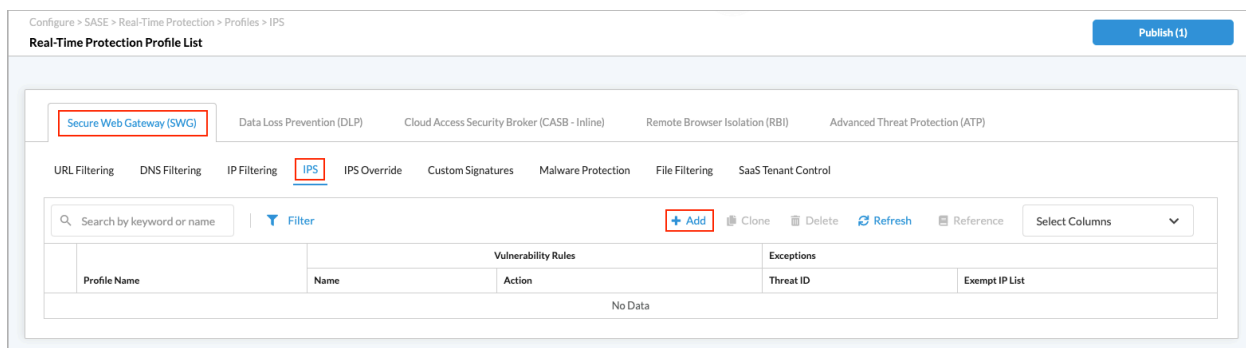 Configure > SASE > Real-Time Protection > Profiles > IPS
Real-Time Protection Profile List
Publish (1)
Secure Web Gateway (SWG) Data Loss Prevention (DLP) Cloud Access Security Broker (CASB - Inline) Remote Browser Isolation (RBI) Advanced Threat Protection (ATP)
URL Filtering DNS Filtering IP Filtering IPS IPS Override Custom Signatures Malware Protection File Filtering SaaS Tenant Control
Search by keyword or name Filter + Add Clone Delete Refresh Reference Select Columns
Vulnerability Rules Exceptions
Profile Name Name Action Threat ID Exempt IP List
No Data